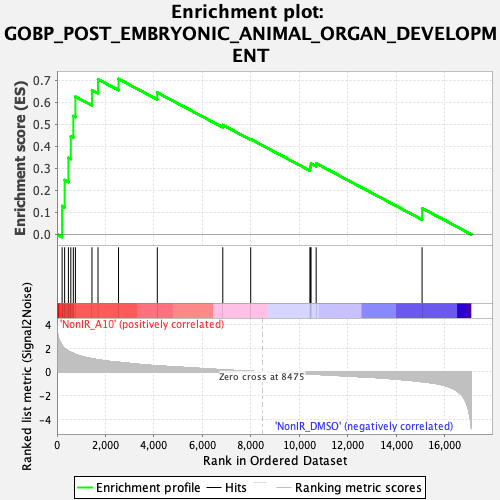 Enrichment plot:
GOBP_POST_EMBRYONIC_ANIMAL_ORGAN_DEVELOPM
ENT
Enrichment score (ES)
0.7
0.6
0.5
0.4
0.3
0.2
0.1
0.0
'NonIR_A10' (positively correlated)
Ranked list metric (Signal2Noise)
4
2
0
-2
-4
Zero cross at 8475
'NonIR_DMSO' (negatively correlated)
0
2,000
4,000
6,000
8,000
10,000
12,000
14,000
16,000
Rank in Ordered Dataset
Enrichment profile
Hits
Ranking metric scores